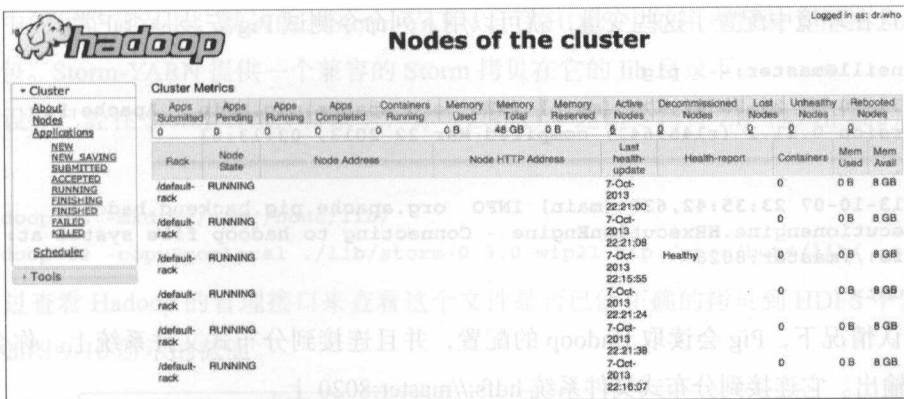 Logged in as: dr.who
hadoop
Nodes of the cluster
Cluster
About
Nodes
Applications
NEW
NEW_SAVING
SUBMITTED
ACCEPTED
RUNNING
FINISHING
FINISHED
FAILED
KILLED
Scheduler
Tools
Cluster Metrics
Apps Submitted Apps Pending Apps Running Apps Completed Containers Running Memory Used Memory Total Memory Reserved Active Nodes Decommissioned Nodes Lost Nodes Unhealthy Nodes Rebooted Nodes
0 0 0 0 0 0 B 48 GB 0 B 6 0 0 0 0
Rack Node State Node Address Node HTTP Address Last health-update Health-report Containers Mem Used Mem Avail
/default-rack RUNNING 7-Oct-2013 22:21:00 0 0 B 8 GB
/default-rack RUNNING 7-Oct-2013 22:21:08 0 0 B 8 GB
/default-rack RUNNING 7-Oct-2013 22:15:55 Healthy 0 0 B 8 GB
/default-rack RUNNING 7-Oct-2013 22:21:24 0 0 B 8 GB
/default-rack RUNNING 7-Oct-2013 22:21:38 0 0 B 8 GB
/default-rack RUNNING 7-Oct-2013 22:16:07 0 0 B 8 GB